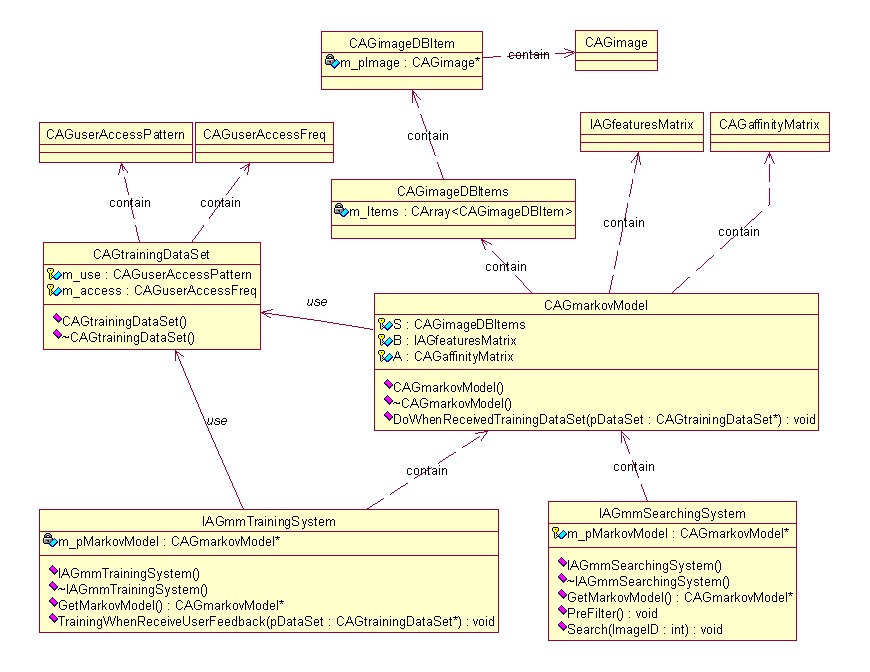 CAGimageDBItem
m_pImage : CAGimage*
contain
CAGimage
CAGuserAccessPattern
CAGuserAccessFreq
contain
IAGfeaturesMatrix
CAGaffinityMatrix
contain
contain
CAGimageDBItems
m_Items : CArray<CAGimageDBItem>
contain
contain
CAGtrainingDataSet
m_use : CAGuserAccessPattern
m_access : CAGuserAccessFreq
CAGtrainingDataSet()
~CAGtrainingDataSet()
contain
use
CAGmarkovModel
S : CAGimageDBItems
B : IAGfeaturesMatrix
A : CAGaffinityMatrix
CAGmarkovModel()
~CAGmarkovModel()
DoWhenReceivedTrainingDataSet(pDataSet : CAGtrainingDataSet*) : void
use
contain
contain
IAGmmTrainingSystem
m_pMarkovModel : CAGmarkovModel*
IAGmmTrainingSystem()
~IAGmmTrainingSystem()
GetMarkovModel() : CAGmarkovModel*
TrainingWhenReceiveUserFeedback(pDataSet : CAGtrainingDataSet*) : void
IAGmmSearchingSystem
m_pMarkovModel : CAGmarkovModel*
IAGmmSearchingSystem()
~IAGmmSearchingSystem()
GetMarkovModel() : CAGmarkovModel*
PreFilter() : void
Search(ImageID : int) : void